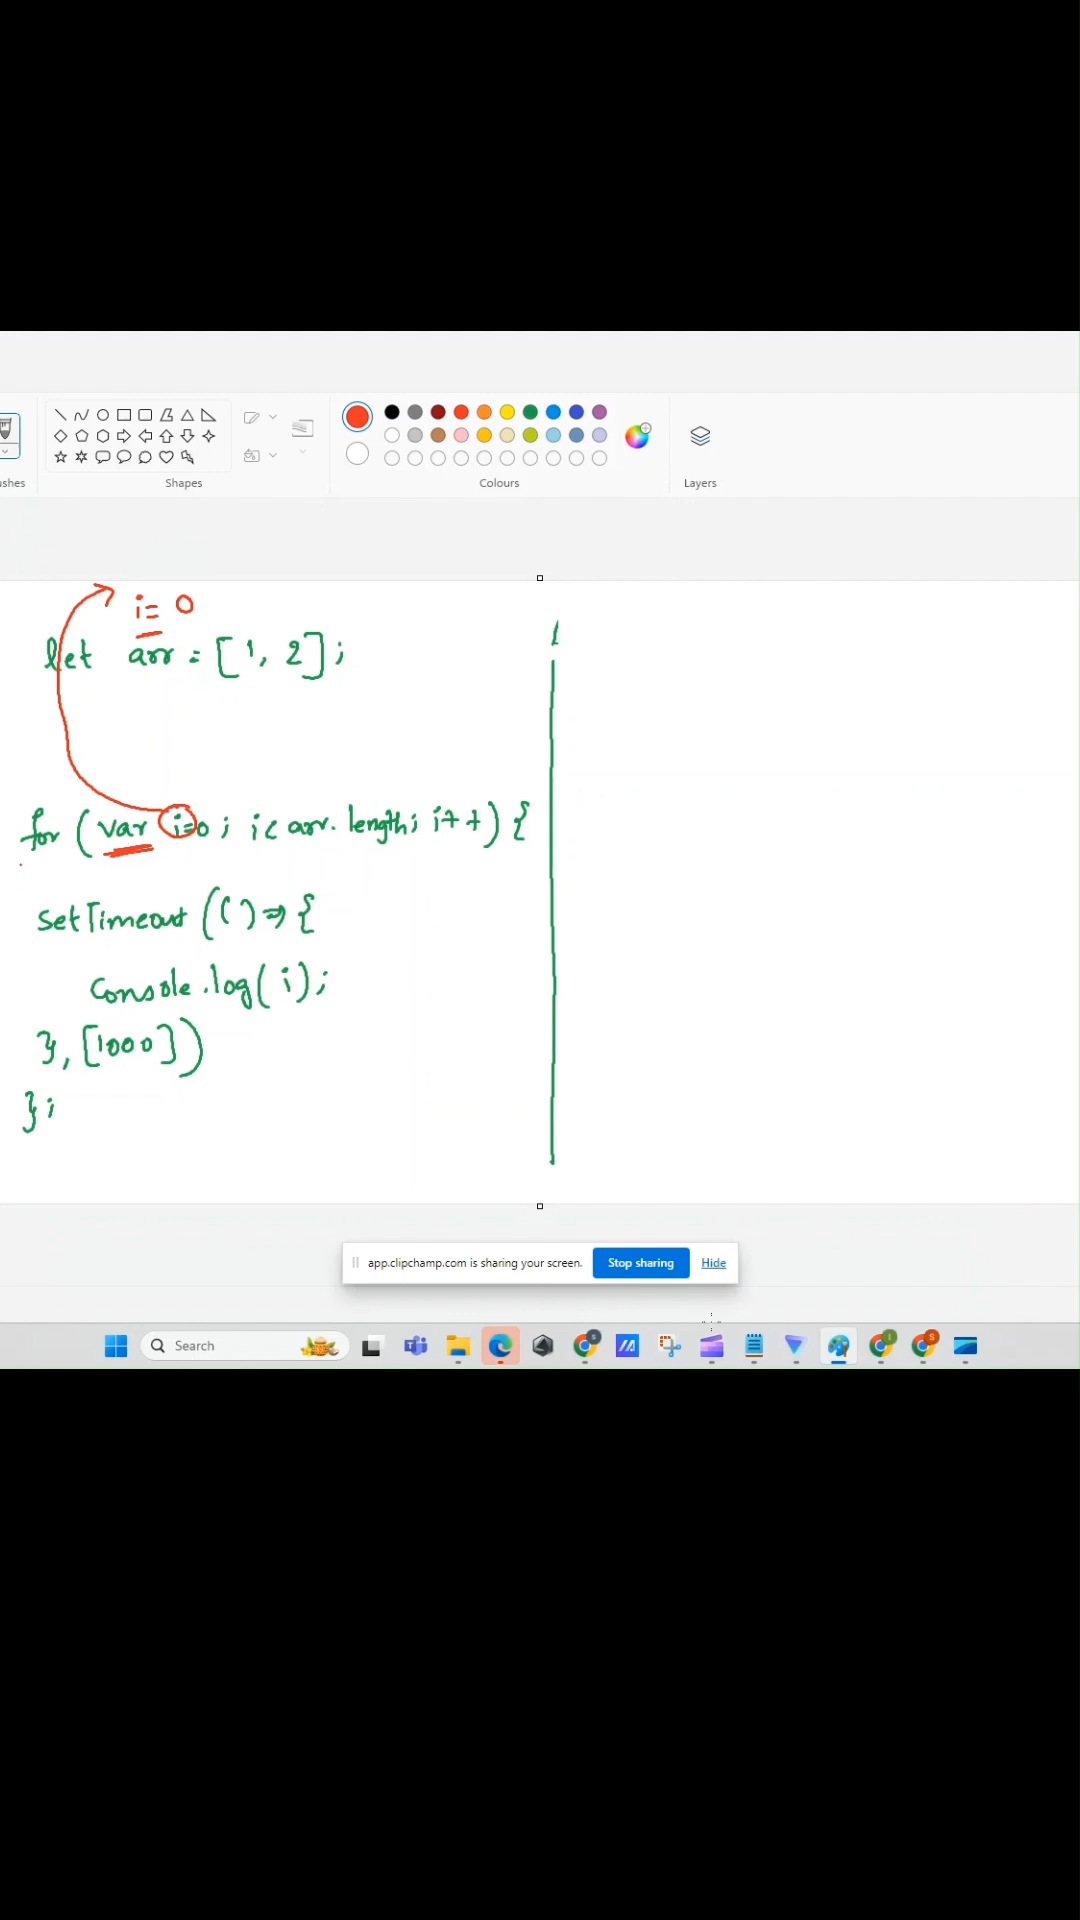 ushes
Shapes
Colours
Layers
i= 0
let arr = [1, 2];
for (var i=0; i< arr.length; i++) {
setTimeout (() => {
console.log( i );
}, [1000])
};
app.clipchamp.com is sharing your screen. Stop sharing Hide
Search